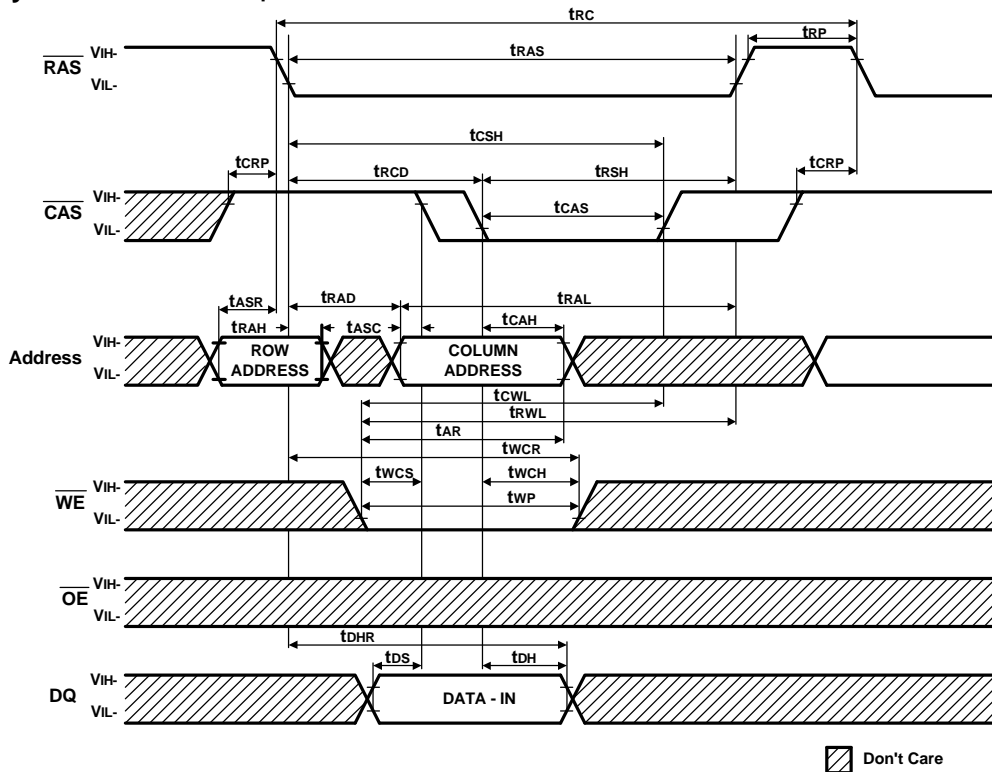 tRC
tRP
VIH-
RAS
tRAS
VIL-
tCSH
tCRP
tRCD
tRSH
tCRP
VIH-
CAS
tCAS
VIL-
tASR
tRAD
tRAL
tRAH
tASC
tCAH
VIH-
Address
ROW ADDRESS
COLUMN ADDRESS
VIL-
tCWL
tRWL
tAR
tWCR
tWCS
tWCH
VIH-
WE
tWP
VIL-
VIH-
OE
VIL-
tDHR
tDS
tDH
VIH-
DQ
DATA - IN
VIL-
Don't Care